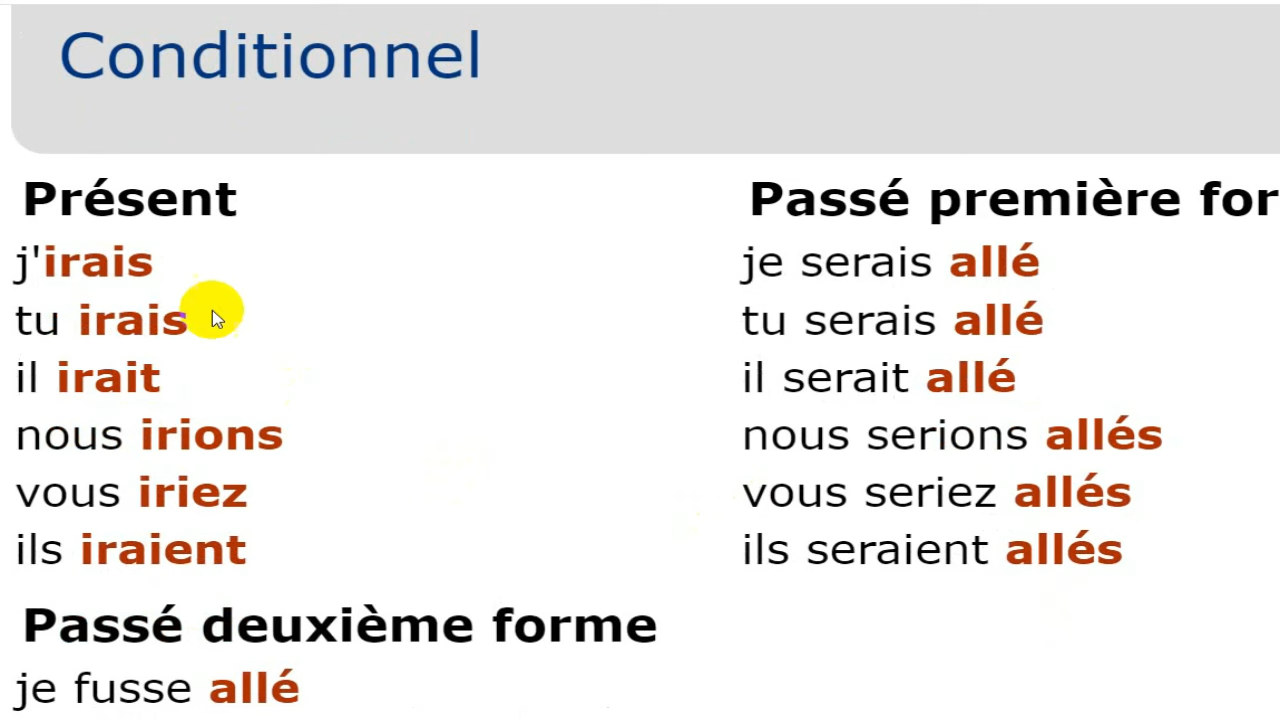 Conditionnel
Présent
j'irais
tu irais
il irait
nous irions
vous iriez
ils iraient
Passé première for
je serais allé
tu serais allé
il serait allé
nous serions allés
vous seriez allés
ils seraient allés
Passé deuxième forme
je fusse allé